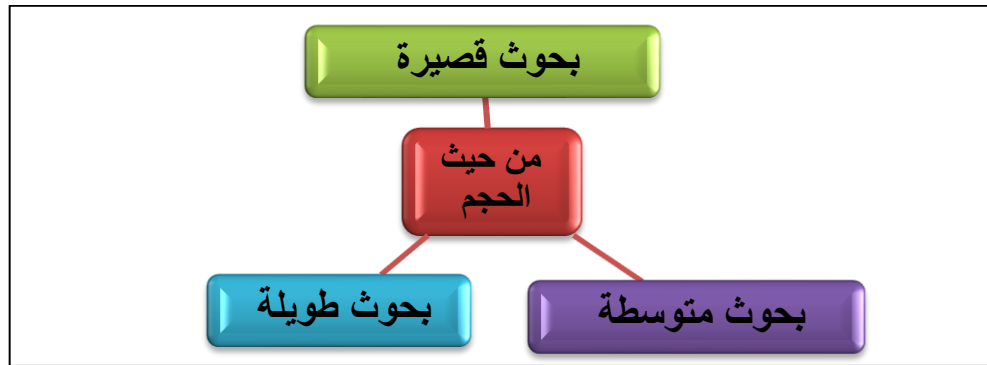 بحوث قصيرة
من حيث
الحجم
بحوث متوسطة
بحوث طويلة